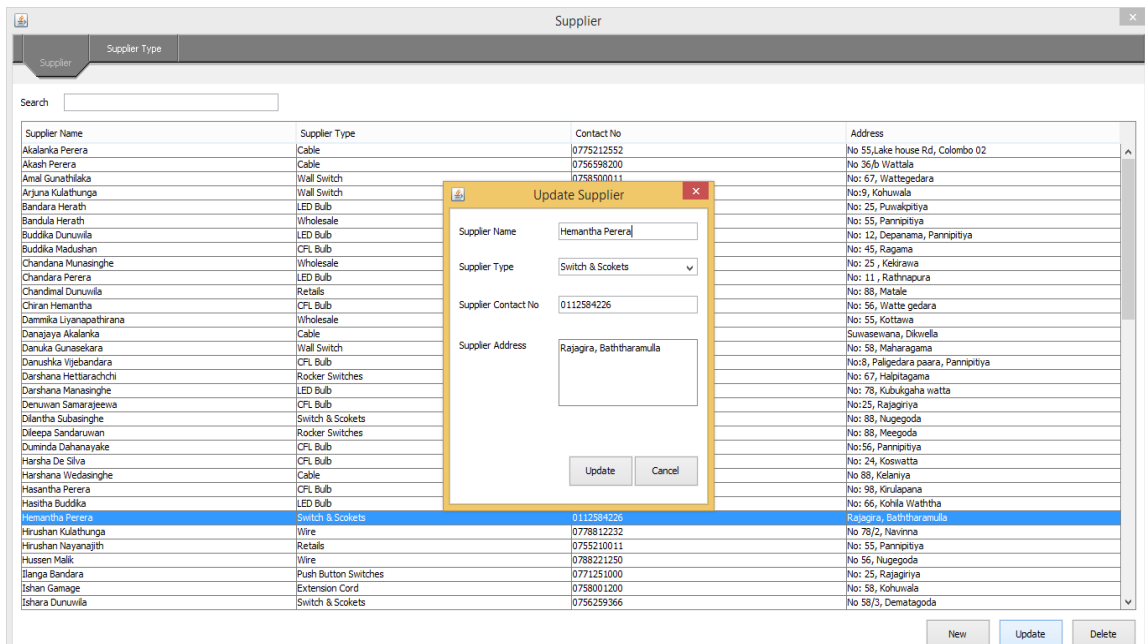 Supplier
Supplier Type
Supplier
Search
Supplier Name Supplier Type Contact No Address
Akalanka Perera Cable 0775212552 No 55,Lake house Rd, Colombo 02
Akash Perera Cable 0756598200 No 36/b Wattala
Amal Gunathilaka Wall Switch 0758500011 No: 67, Wattegedara
Arjuna Kulathunga Wall Switch No:9, Kohuwala
Bandara Herath LED Bulb No: 25, Puwakpitiya
Bandula Herath Wholesale No: 55, Pannipitiya
Buddika Dunuwila LED Bulb No: 12, Depanama, Pannipitiya
Buddika Madushan CFL Bulb No: 45, Ragama
Chandana Munasinghe Wholesale No: 25 , Kekirawa
Chandara Perera LED Bulb No: 11 , Rathnapura
Chandimal Dunuwila Retails No: 88, Matale
Chiran Hemantha CFL Bulb No: 56, Watte gedara
Dammika Liyanapathirana Wholesale No: 55, Kottawa
Danajaya Akalanka Cable Suwasewana, Dikwella
Danuka Gunasekara Wall Switch No: 58, Maharagama
Danushka Wijebandara CFL Bulb No:8, Paligedara paara, Pannipitiya
Darshana Hettiarachchi Rocker Switches No: 67, Halpitagama
Darshana Manasinghe LED Bulb No: 78, Kubukgaha watta
Denuwan Samarajeewa CFL Bulb No:25, Rajagiriya
Dilantha Subasinghe Switch & Scokets No: 88, Nugegoda
Dileepa Sandaruwan Rocker Switches No: 88, Meegoda
Duminda Dahanayake CFL Bulb No:56, Pannipitiya
Harsha De Silva CFL Bulb No: 24, Koswatta
Harshana Wedasinghe Cable No 88, Kelaniya
Hasantha Perera CFL Bulb No: 98, Kirulapana
Hasitha Buddika LED Bulb No: 66, Kohila Waththa
Hemantha Perera Switch & Scokets 0112584226 Rajagira, Baththaramulla
Hirushan Kulathunga Wire 0778812232 No 78/2, Navinna
Hirushan Nayanajith Retails 0755210011 No: 55, Pannipitiya
Hussen Malik Wire 0788221250 No 56, Nugegoda
Ilanga Bandara Push Button Switches 0771251000 No: 25, Rajagiriya
Ishan Gamage Extension Cord 0758001200 No: 58, Kohuwala
Ishara Dunuwila Switch & Scokets 0756259366 No 58/3, Dematagoda
Update Supplier
Supplier Name Hemantha Perera
Supplier Type Switch & Scokets
Supplier Contact No 0112584226
Supplier Address Rajagira, Baththaramulla
Update Cancel
New Update Delete